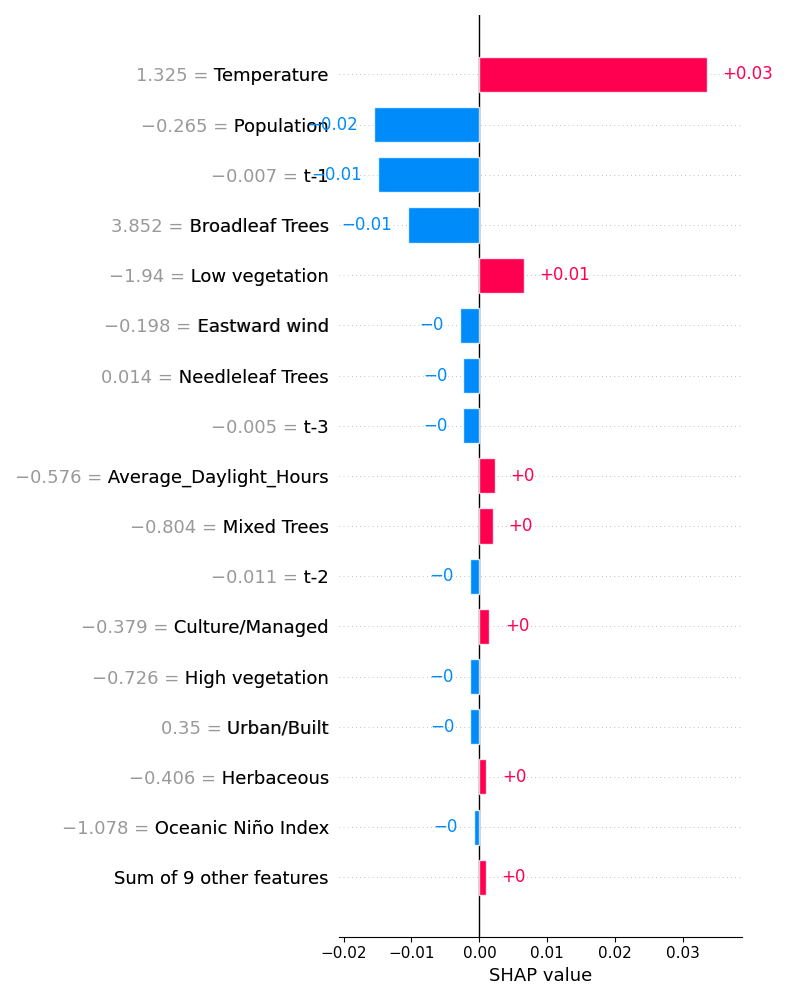 1.325 = Temperature +0.03
−0.265 = Population −0.02
−0.007 = t-1 −0.01
3.852 = Broadleaf Trees −0.01
−1.94 = Low vegetation +0.01
−0.198 = Eastward wind −0
0.014 = Needleleaf Trees −0
−0.005 = t-3 −0
−0.576 = Average_Daylight_Hours +0
−0.804 = Mixed Trees +0
−0.011 = t-2 −0
−0.379 = Culture/Managed +0
−0.726 = High vegetation −0
0.35 = Urban/Built −0
−0.406 = Herbaceous +0
−1.078 = Oceanic Niño Index −0
Sum of 9 other features +0
−0.02 −0.01 0.00 0.01 0.02 0.03
SHAP value